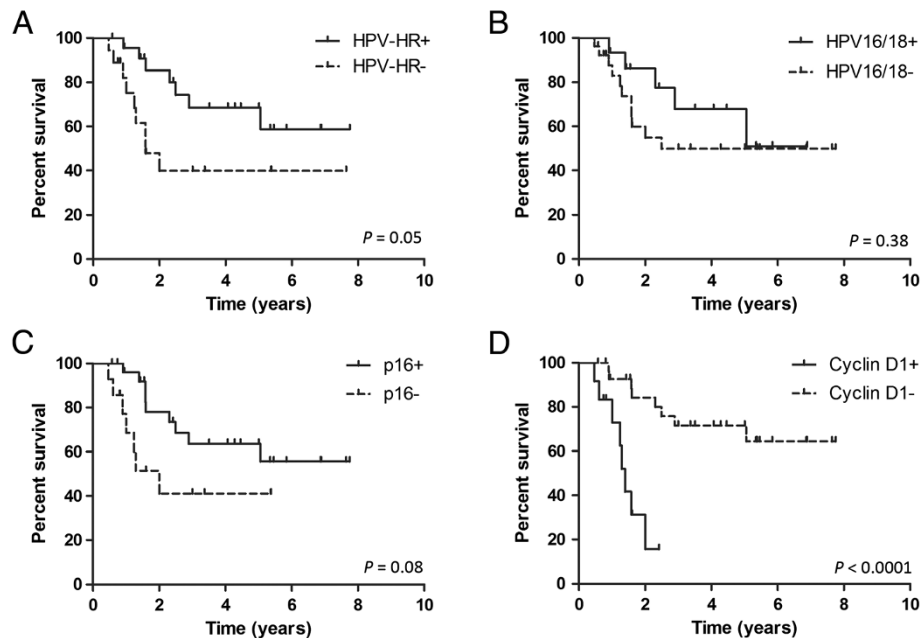 A
HPV-HR+
HPV-HR-
Percent survival
100
80
60
40
20
0
P = 0.05
0 2 4 6 8 10
Time (years)
B
HPV16/18+
HPV16/18-
Percent survival
100
80
60
40
20
0
P = 0.38
0 2 4 6 8 10
Time (years)
C
p16+
p16-
Percent survival
100
80
60
40
20
0
P = 0.08
0 2 4 6 8 10
Time (years)
D
Cyclin D1+
Cyclin D1-
Percent survival
100
80
60
40
20
0
P < 0.0001
0 2 4 6 8 10
Time (years)